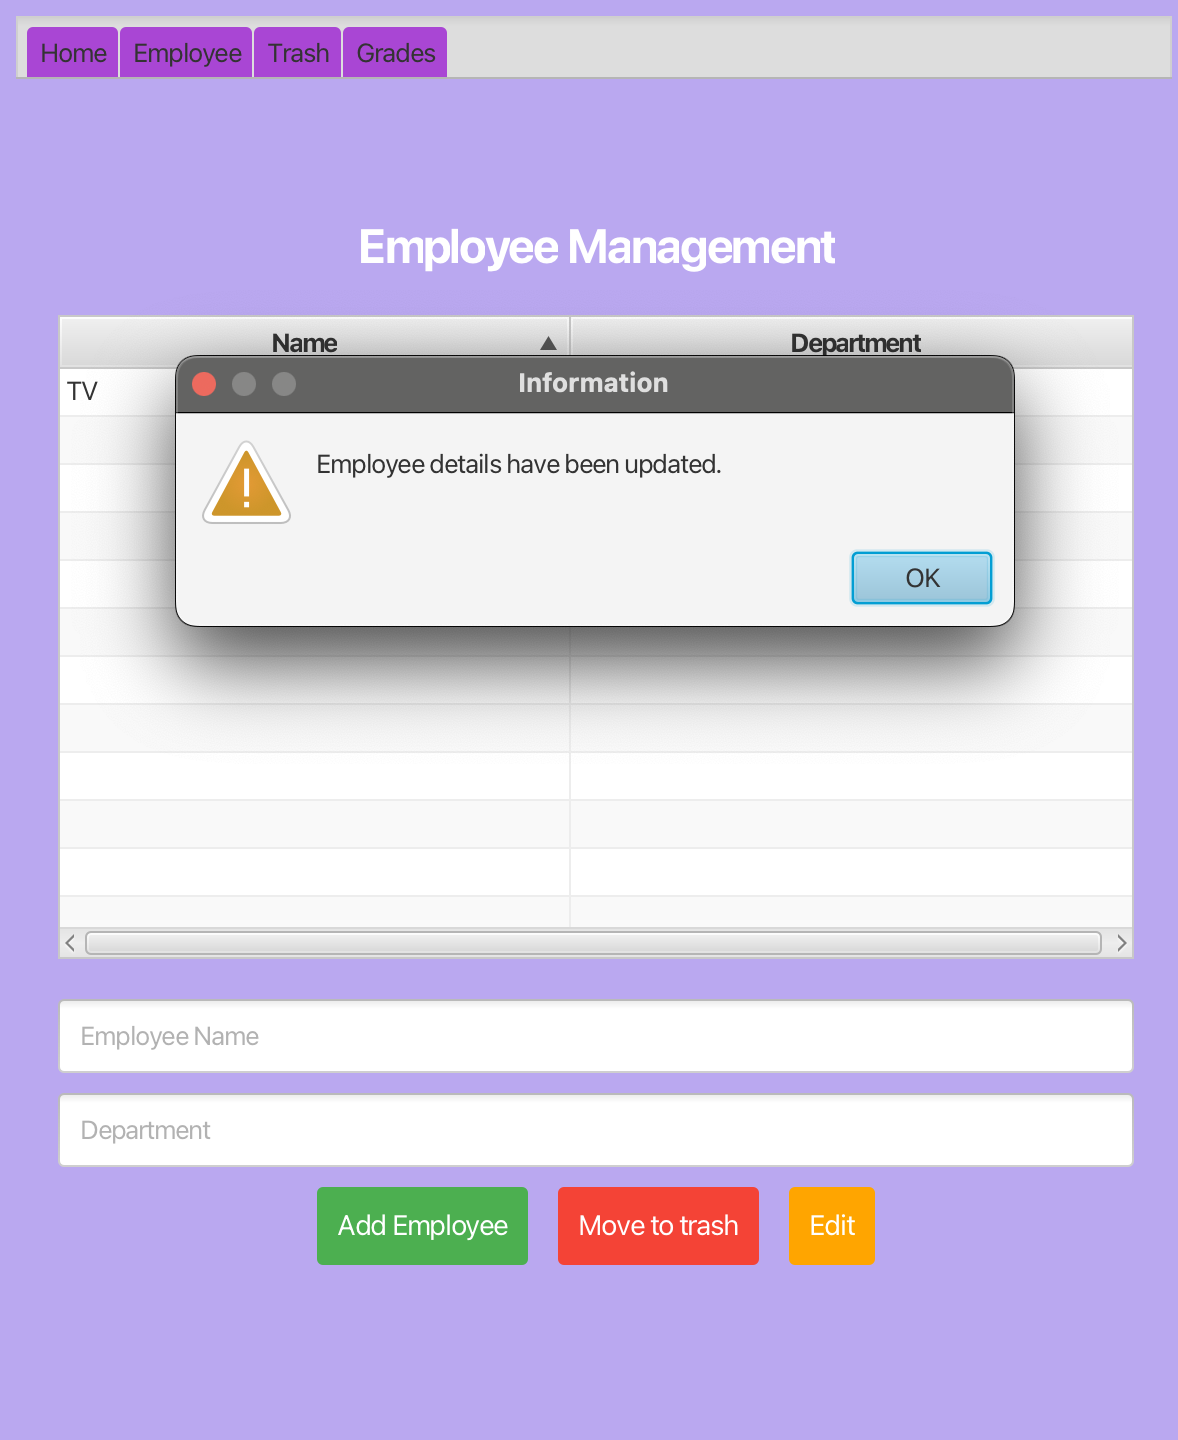 Home Employee Trash Grades
Employee Management
Name Department
TV
Information
Employee details have been updated.
OK
Employee Name
Department
Add Employee Move to trash Edit